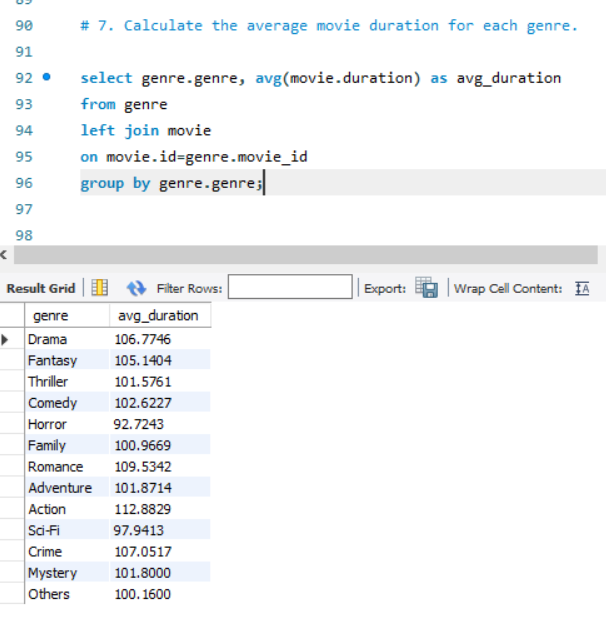 89
90 # 7. Calculate the average movie duration for each genre.
91
92 select genre.genre, avg(movie.duration) as avg_duration
93 from genre
94 left join movie
95 on movie.id=genre.movie_id
96 group by genre.genre;
97
98
Result Grid Filter Rows: Export: Wrap Cell Content: IA
genre avg_duration
Drama 106.7746
Fantasy 105.1404
Thriller 101.5761
Comedy 102.6227
Horror 92.7243
Family 100.9669
Romance 109.5342
Adventure 101.8714
Action 112.8829
Sci-Fi 97.9413
Crime 107.0517
Mystery 101.8000
Others 100.1600